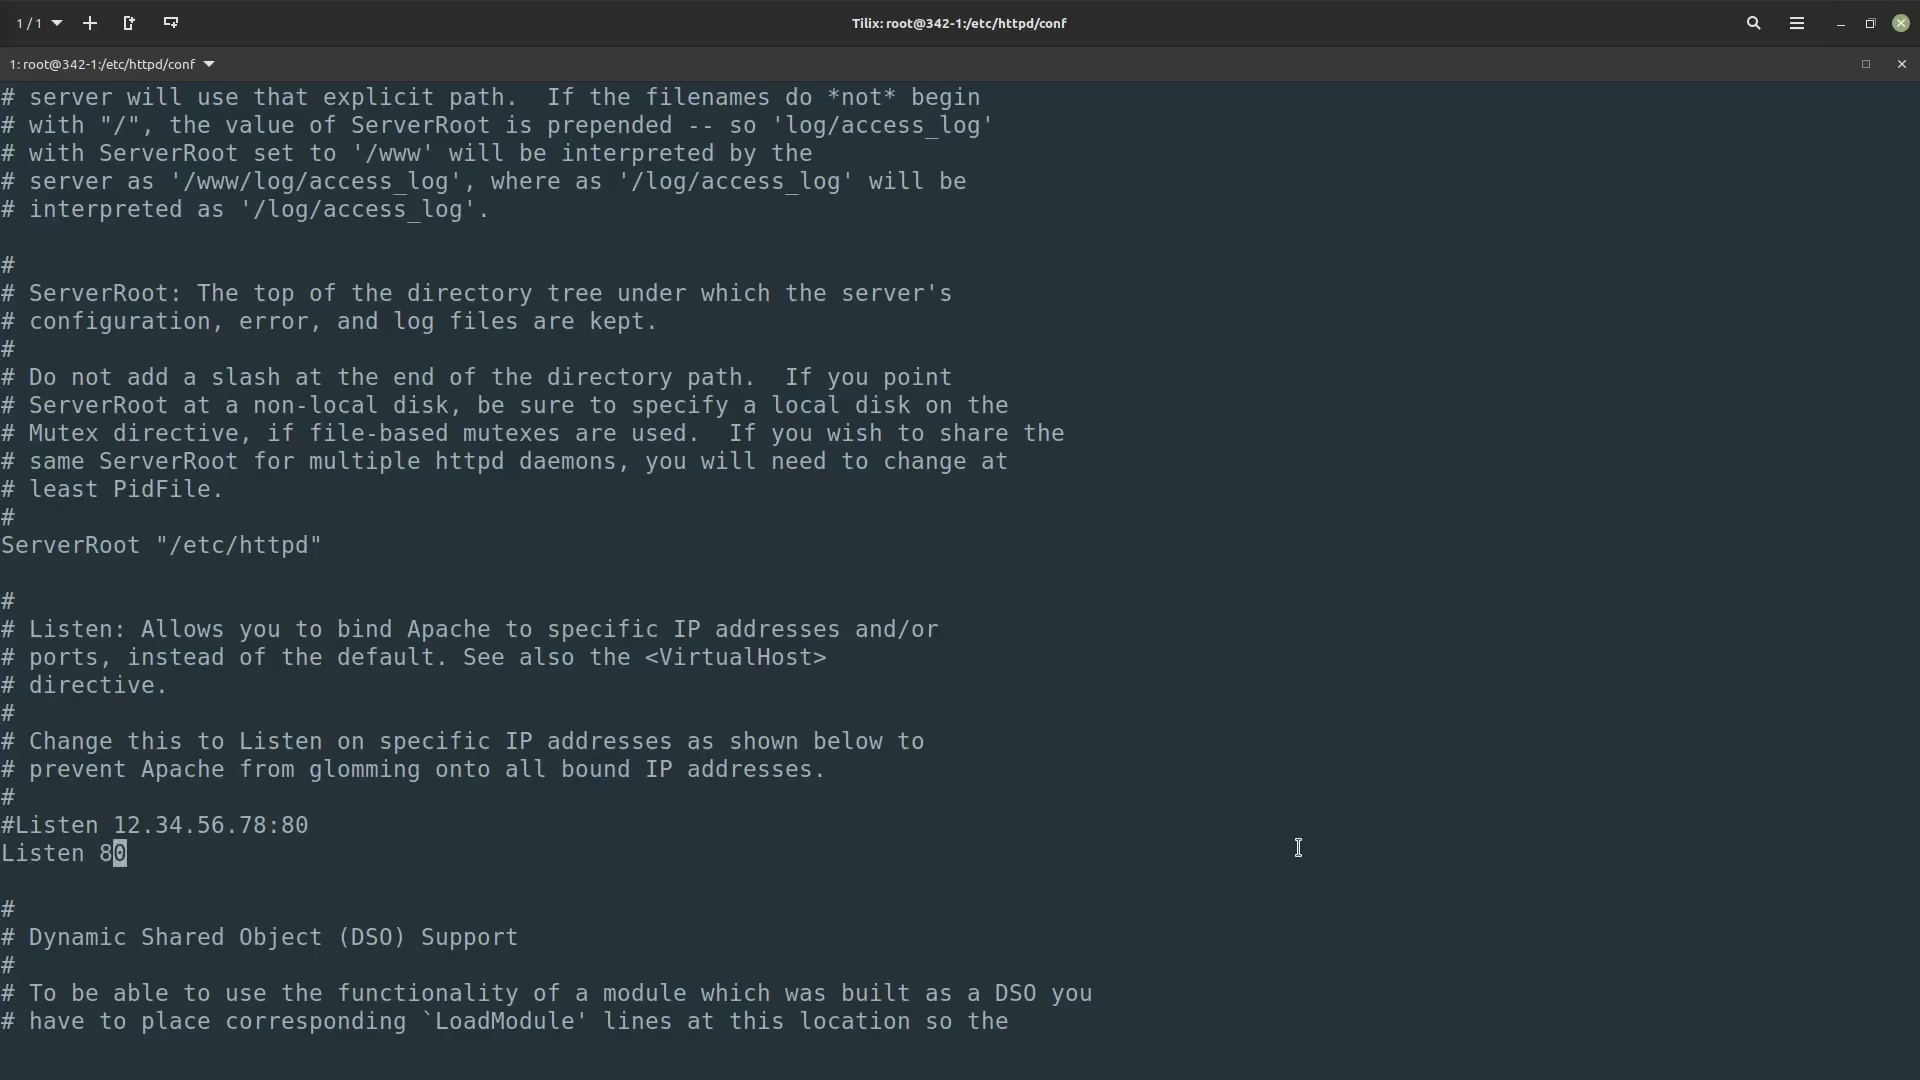 1 / 1
Tilix: root@342-1:/etc/httpd/conf
1: root@342-1:/etc/httpd/conf
# server will use that explicit path.  If the filenames do *not* begin
# with "/", the value of ServerRoot is prepended -- so 'log/access_log'
# with ServerRoot set to '/www' will be interpreted by the
# server as '/www/log/access_log', where as '/log/access_log' will be
# interpreted as '/log/access_log'.

#
# ServerRoot: The top of the directory tree under which the server's
# configuration, error, and log files are kept.
#
# Do not add a slash at the end of the directory path.  If you point
# ServerRoot at a non-local disk, be sure to specify a local disk on the
# Mutex directive, if file-based mutexes are used.  If you wish to share the
# same ServerRoot for multiple httpd daemons, you will need to change at
# least PidFile.
#
ServerRoot "/etc/httpd"

#
# Listen: Allows you to bind Apache to specific IP addresses and/or
# ports, instead of the default. See also the <VirtualHost>
# directive.
#
# Change this to Listen on specific IP addresses as shown below to
# prevent Apache from glomming onto all bound IP addresses.
#
#Listen 12.34.56.78:80
Listen 80

#
# Dynamic Shared Object (DSO) Support
#
# To be able to use the functionality of a module which was built as a DSO you
# have to place corresponding `LoadModule' lines at this location so the